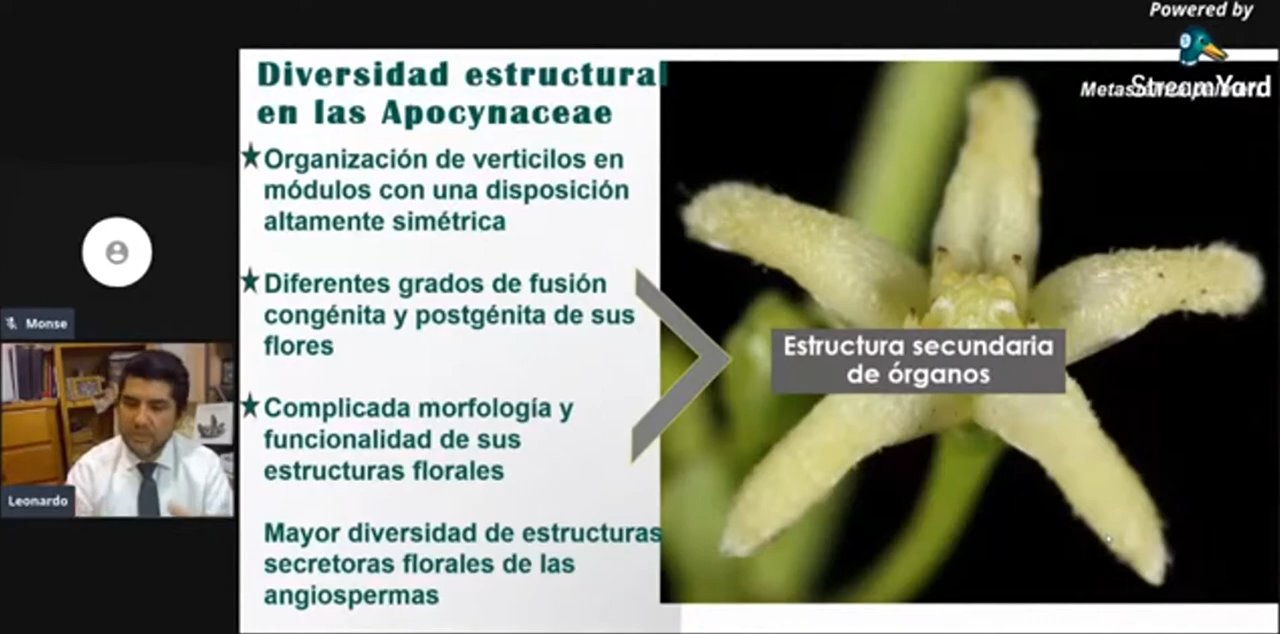 Powered by
StreamYard
Diversidad estructural
en las Apocynaceae
★Organización de verticilos en
módulos con una disposición
altamente simétrica
★Diferentes grados de fusión
congénita y postgénita de sus
flores
★Complicada morfología y
funcionalidad de sus
estructuras florales
Mayor diversidad de estructuras
secretoras florales de las
angiospermas
Estructura secundaria
de órganos
Monse
Leonardo